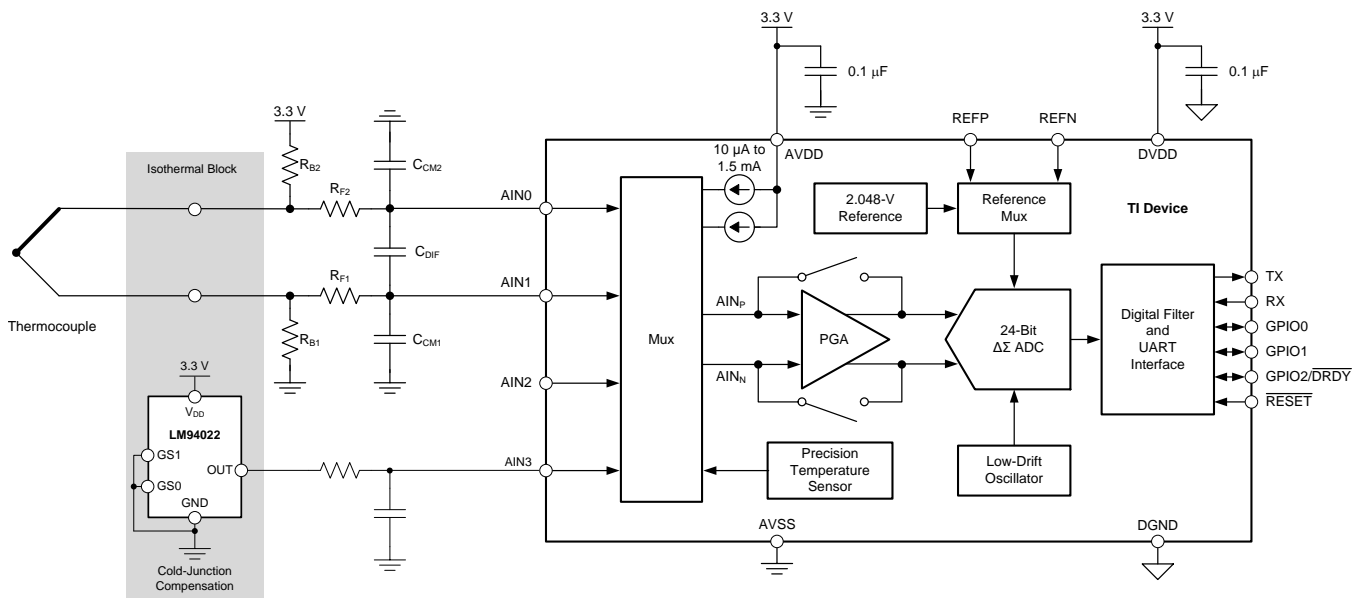 3.3 V
0.1 μF
3.3 V
0.1 μF
3.3 V
Isothermal Block
R_B2
R_F2
C_CM2
AIN0
C_DIF
R_F1
AIN1
C_CM1
R_B1
Thermocouple
AIN2
3.3 V
V_DD
LM94022
GS1
GS0
OUT
GND
AIN3
Cold-Junction
Compensation
10 μA to
1.5 mA
AVDD
REFP
REFN
DVDD
2.048-V
Reference
Reference
Mux
TI Device
Mux
AIN_P
AIN_N
PGA
24-Bit
ΔΣ ADC
Digital Filter
and
UART
Interface
TX
RX
GPIO0
GPIO1
GPIO2/DRDY
RESET
Precision
Temperature
Sensor
Low-Drift
Oscillator
AVSS
DGND